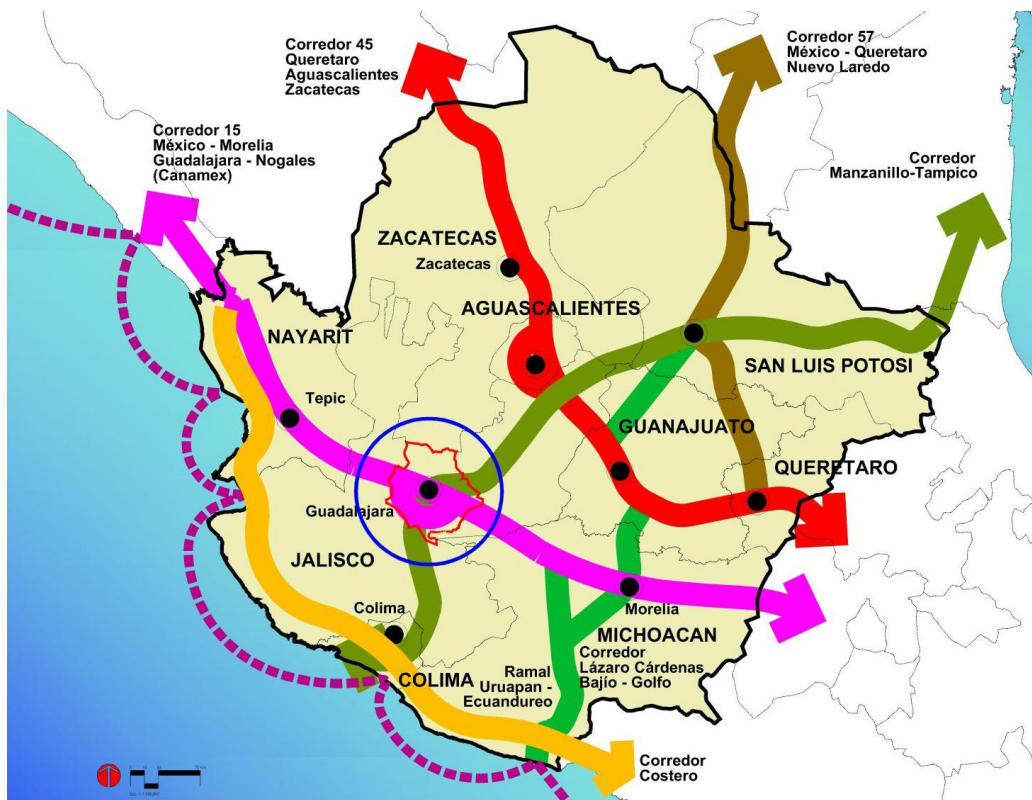 Corredor 45
Queretaro
Aguascalientes
Zacatecas
Corredor 57
México - Queretaro
Nuevo Laredo
Corredor 15
México - Morelia
Guadalajara - Nogales
(Canamex)
Corredor
Manzanillo-Tampico
ZACATECAS
Zacatecas
AGUASCALIENTES
NAYARIT
SAN LUIS POTOSI
Tepic
GUANAJUATO
QUERETARO
Guadalajara
JALISCO
Colima
Morelia
MICHOACAN
COLIMA
Ramal
Uruapan -
Ecuandureo
Corredor
Lázaro Cárdenas
Bajío - Golfo
Corredor
Costero